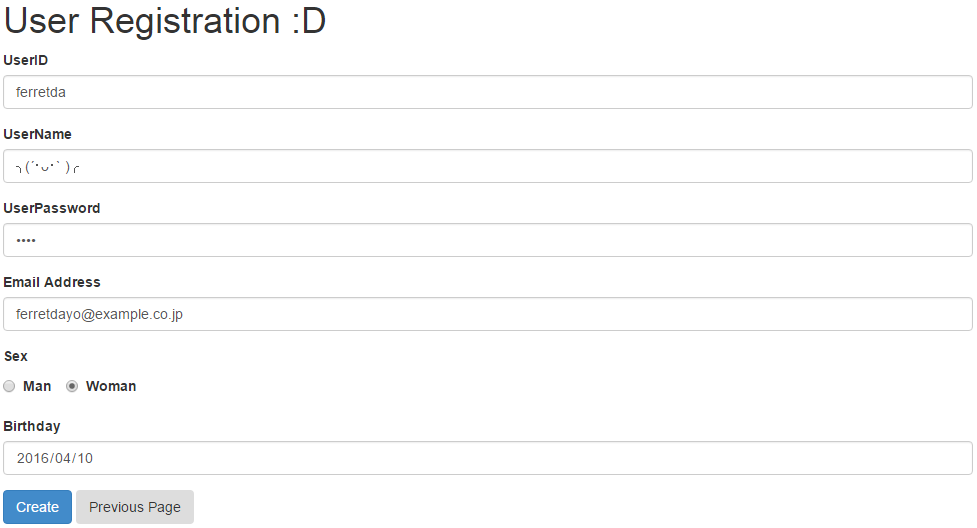 User Registration :D
UserID
ferretda
UserName
╮(´･ᴗ･` )╭
UserPassword
••••
Email Address
ferretdayo@example.co.jp
Sex
Man Woman
Birthday
2016/04/10
Create Previous Page